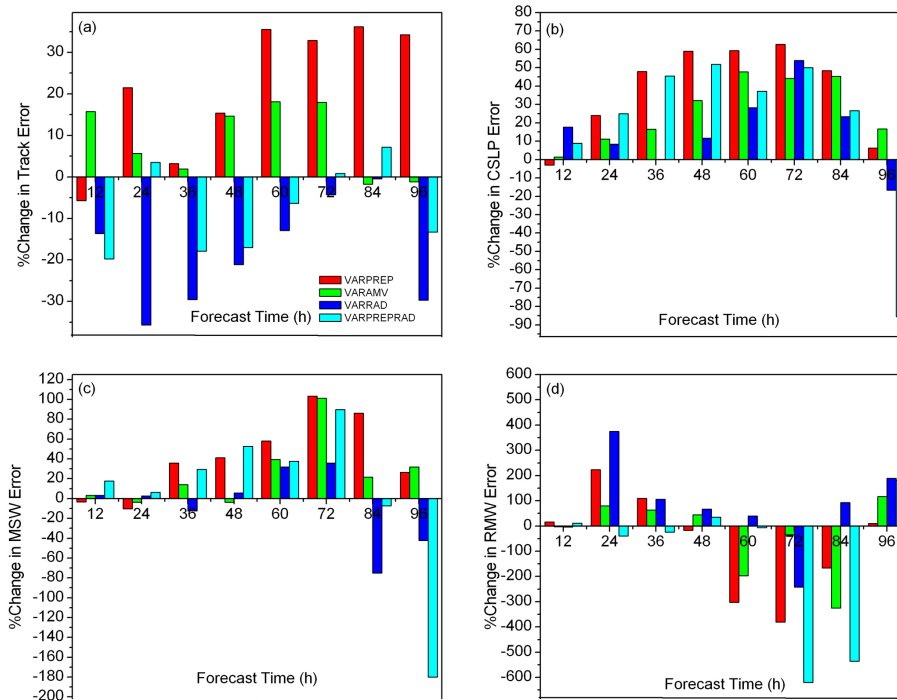 (a)
%Change in Track Error
30
20
10
0
-10
-20
-30
12 24 36 48 60 72 84 96
VARPREP
VARAMV
VARRAD
VARPREPRAD
Forecast Time (h)
(b)
%Change in CSLP Error
80
70
60
50
40
30
20
10
0
-10
-20
-30
-40
-50
-60
-70
-80
-90
12 24 36 48 60 72 84 96
Forecast Time (h)
(c)
%Change in MSW Error
120
100
80
60
40
20
0
-20
-40
-60
-80
-100
-120
-140
-160
-180
-200
12 24 36 48 60 72 84 96
Forecast Time (h)
(d)
%Change in RMW Error
600
500
400
300
200
100
0
-100
-200
-300
-400
-500
-600
12 24 36 48 60 72 84 96
Forecast Time (h)